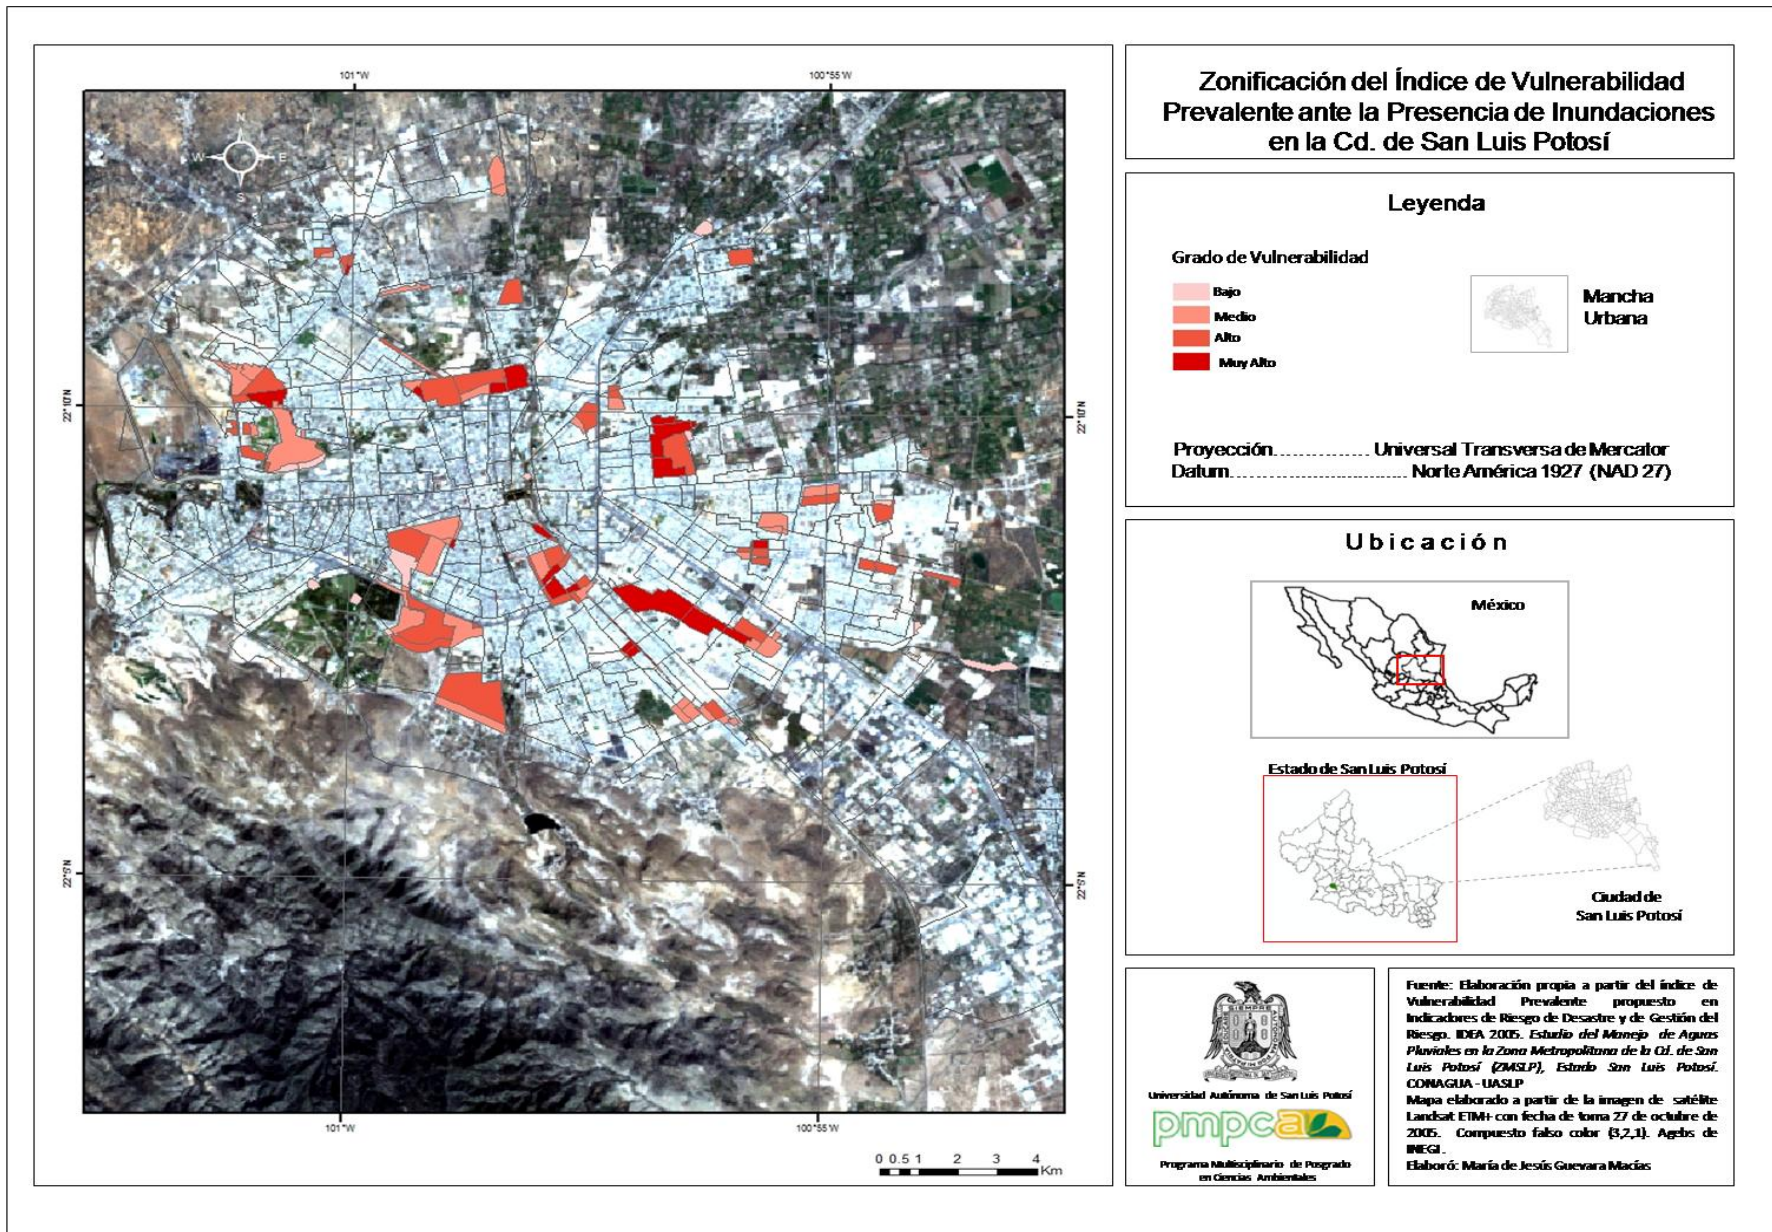 101°W
100°55'W
N
W
E
S
22°10'N
22°10'N
22°5'N
22°5'N
101°W
100°55'W
0 0.5 1 2 3 4
Km
Zonificación del Índice de Vulnerabilidad
Prevalente ante la Presencia de Inundaciones
en la Cd. de San Luis Potosí
Leyenda
Grado de Vulnerabilidad
Bajo
Medio
Alto
Muy Alto
Mancha
Urbana
Proyección.............. Universal Transversa de Mercator
Datum.......................... Norte América 1927 (NAD 27)
Ubicación
México
Estado de San Luis Potosí
Ciudad de
San Luis Potosí
Universidad Autónoma de San Luis Potosí
pmpca
Programa Multidisciplinario de Posgrado
en Ciencias Ambientales
Fuente: Elaboración propia a partir del índice de
Vulnerabilidad Prevalente propuesto en
Indicadores de Riesgo de Desastre y de Gestión del
Riesgo. IDEA 2005. Estudio del Manejo de Aguas
Pluviales en la Zona Metropolitana de la Cd. de San
Luis Potosí (ZMSLP), Estado San Luis Potosí.
CONAGUA - UASLP
Mapa elaborado a partir de la imagen de satélite
Landsat ETM+ con fecha de toma 27 de octubre de
2005. Compuesto falso color (3,2,1). Agebs de
INEGI.
Elaboró: María de Jesús Guevara Macías